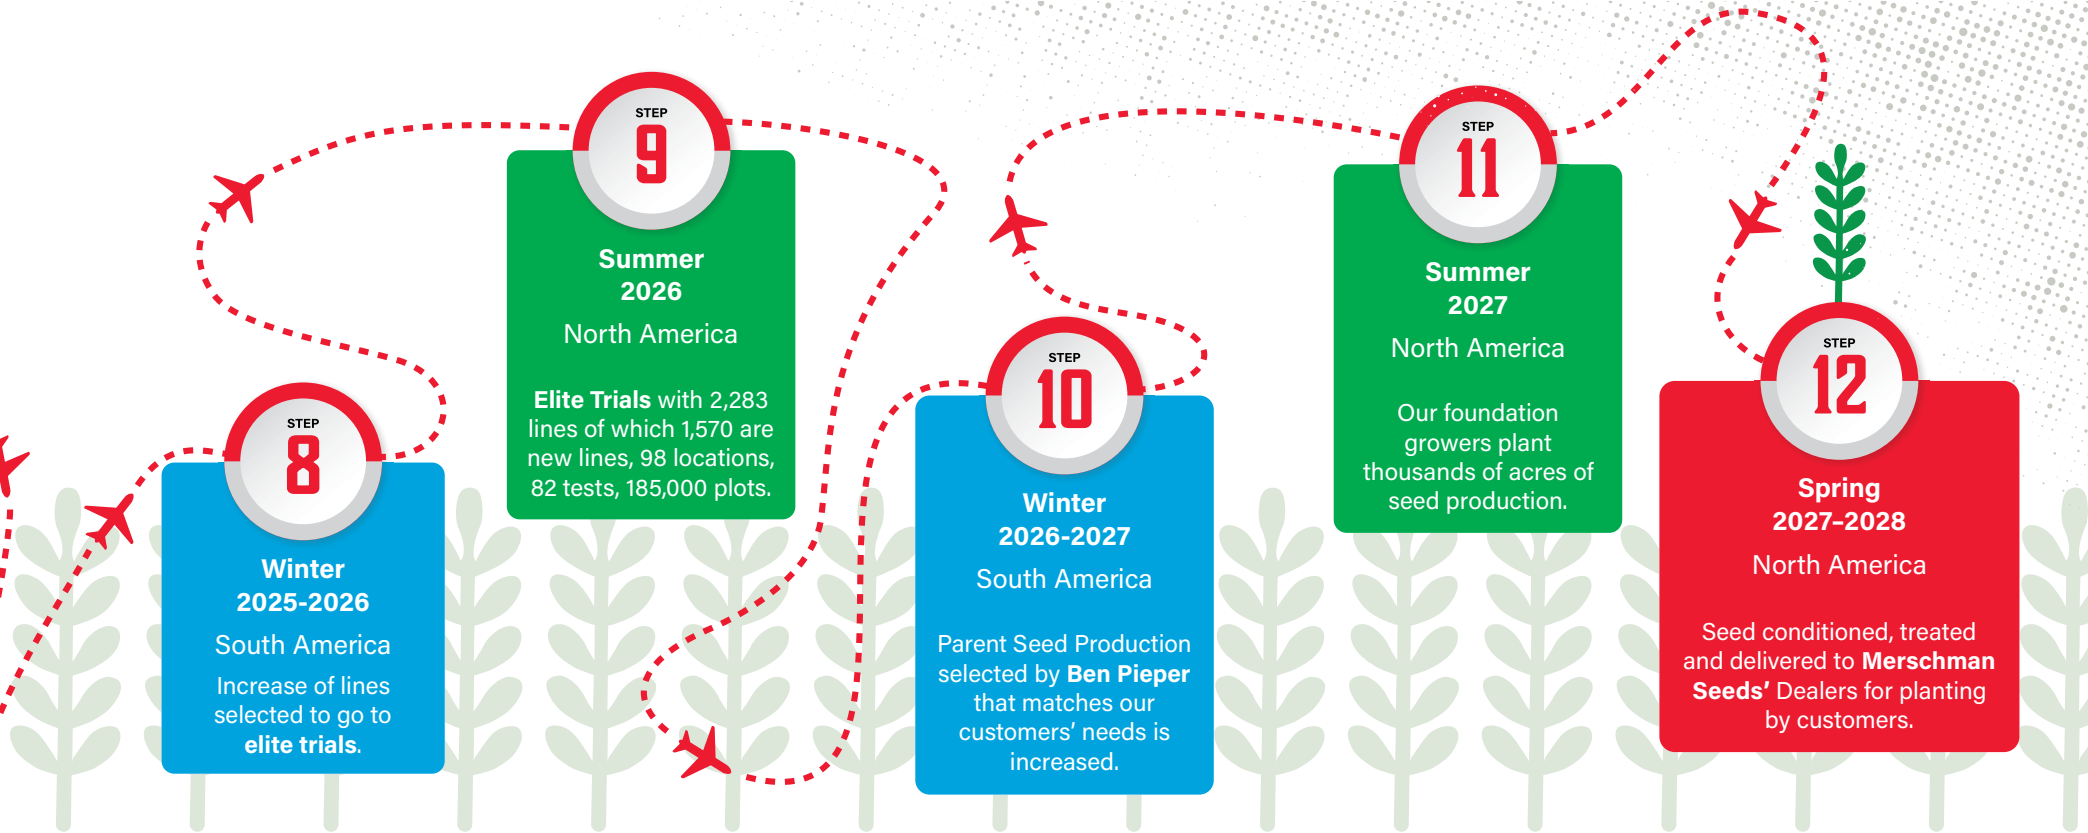 STEP
8
Winter
2025-2026
South America
Increase of lines
selected to go to
elite trials.
STEP
9
Summer
2026
North America
Elite Trials with 2,283
lines of which 1,570 are
new lines, 98 locations,
82 tests, 185,000 plots.
STEP
10
Winter
2026-2027
South America
Parent Seed Production
selected by Ben Pieper
that matches our
customers’ needs is
increased.
STEP
11
Summer
2027
North America
Our foundation
growers plant
thousands of acres of
seed production.
STEP
12
Spring
2027–2028
North America
Seed conditioned, treated
and delivered to Merschman
Seeds’ Dealers for planting
by customers.